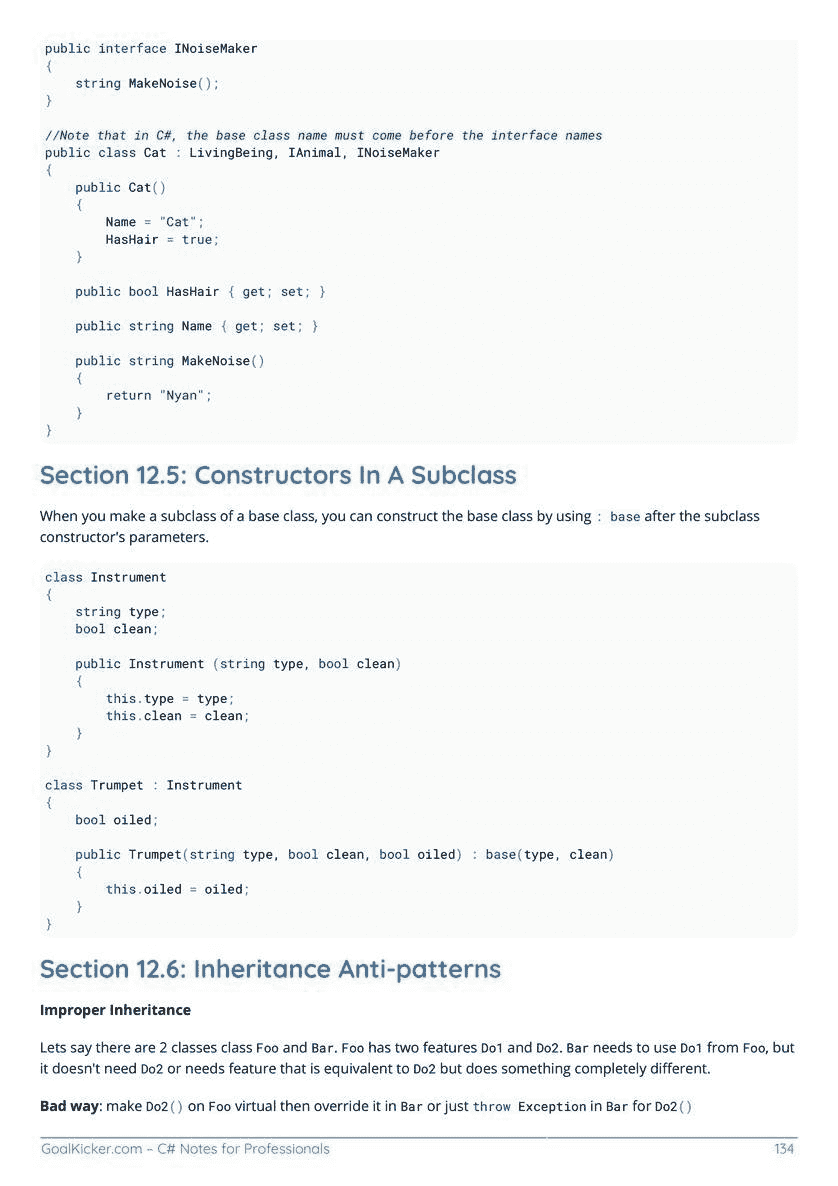 public interface INoiseMaker
{
    string MakeNoise();
}

//Note that in C#, the base class name must come before the interface names
public class Cat : LivingBeing, IAnimal, INoiseMaker
{
    public Cat()
    {
        Name = "Cat";
        HasHair = true;
    }

    public bool HasHair { get; set; }

    public string Name { get; set; }

    public string MakeNoise()
    {
        return "Nyan";
    }
}
Section 12.5: Constructors In A Subclass
When you make a subclass of a base class, you can construct the base class by using : base after the subclass
constructor's parameters.
class Instrument
{
    string type;
    bool clean;

    public Instrument (string type, bool clean)
    {
        this.type = type;
        this.clean = clean;
    }
}

class Trumpet : Instrument
{
    bool oiled;

    public Trumpet(string type, bool clean, bool oiled) : base(type, clean)
    {
        this.oiled = oiled;
    }
}
Section 12.6: Inheritance Anti-patterns
Improper Inheritance
Lets say there are 2 classes class Foo and Bar. Foo has two features Do1 and Do2. Bar needs to use Do1 from Foo, but
it doesn't need Do2 or needs feature that is equivalent to Do2 but does something completely different.
Bad way: make Do2() on Foo virtual then override it in Bar or just throw Exception in Bar for Do2()
GoalKicker.com – C# Notes for Professionals 134